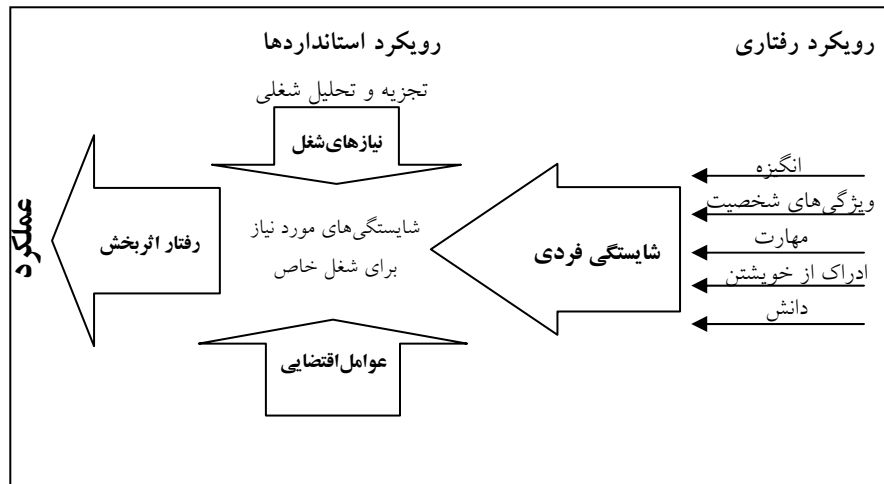 رویکرد رفتاری
رویکرد استانداردها
تجزیه و تحلیل شغلی
نیازهای‌شغل
انگیزه
ویژگی‌های شخصیت
مهارت
ادراک از خویشتن
دانش
شایستگی فردی
شایستگی‌های مورد نیاز
برای شغل خاص
رفتار اثربخش
عملکرد
عوامل‌اقتضایی